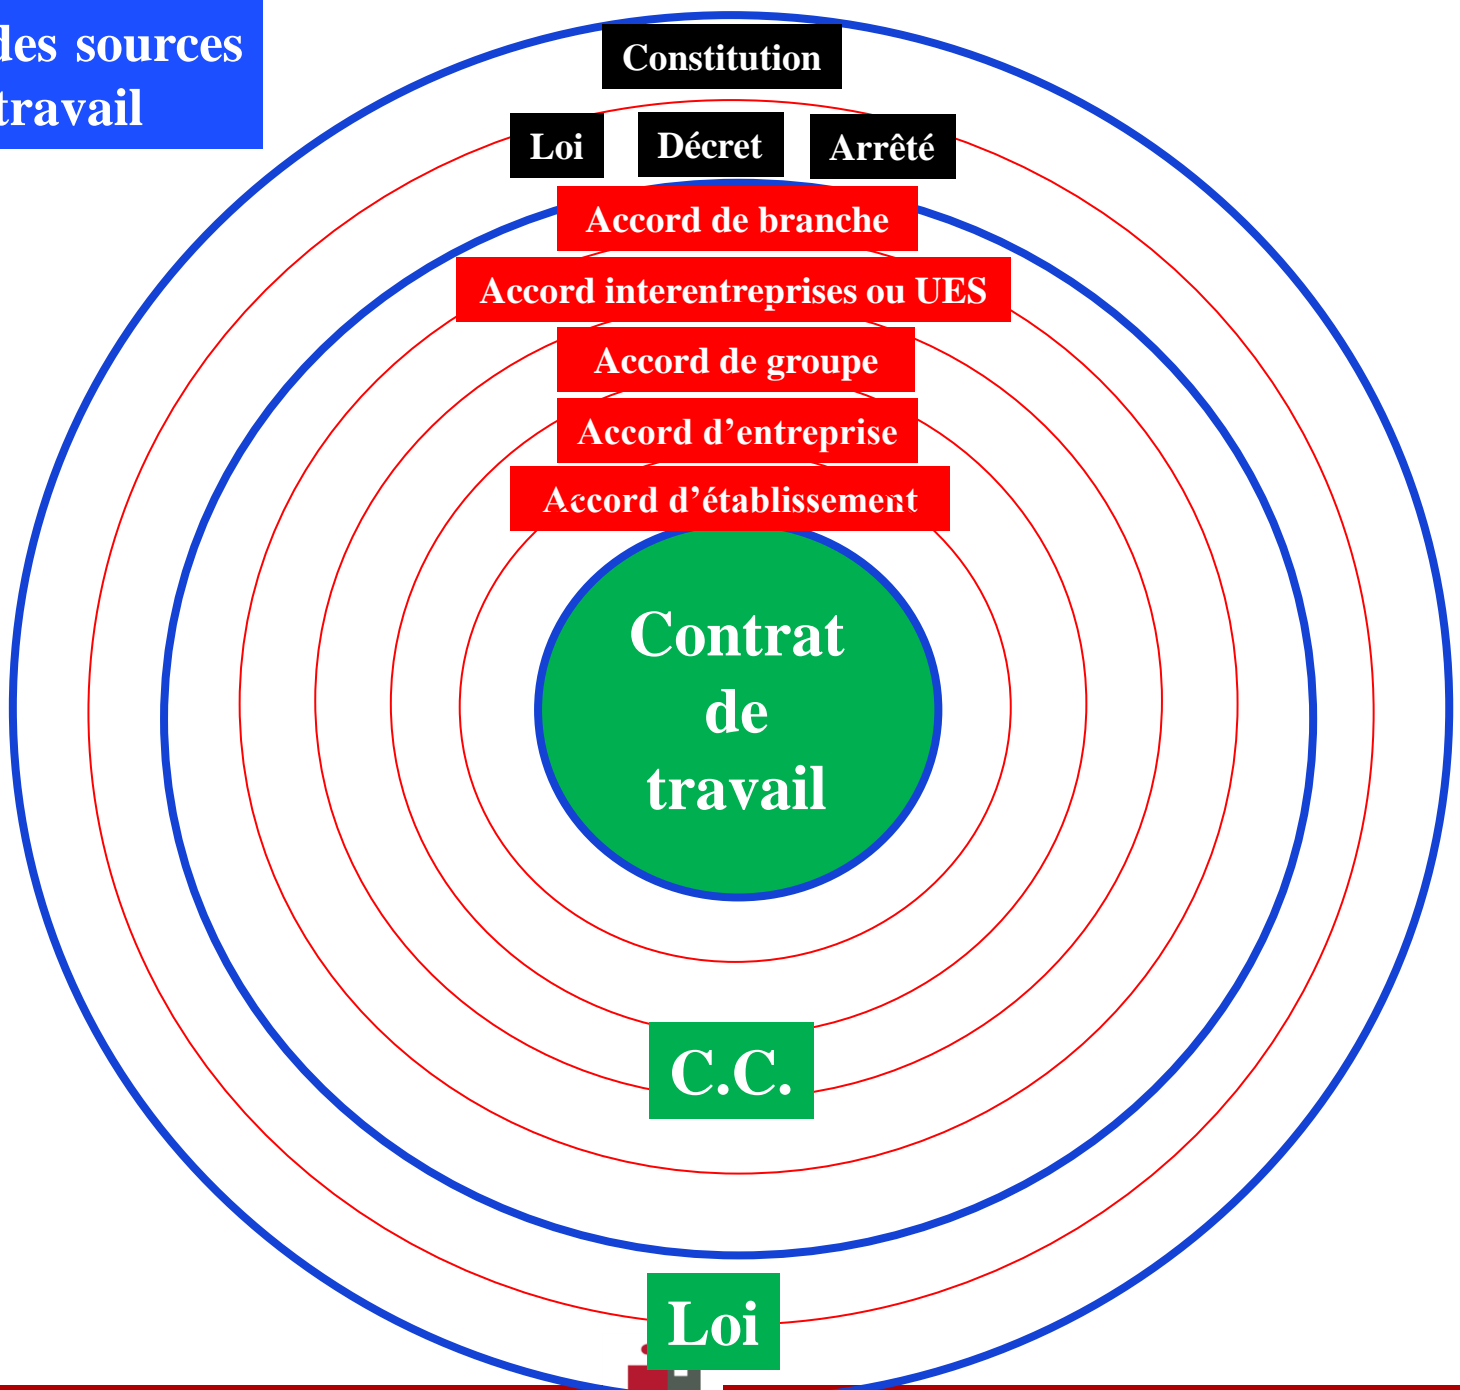 des sources
travail
Constitution
Loi Décret Arrêté
Accord de branche
Accord interentreprises ou UES
Accord de groupe
Accord d’entreprise
Accord d’établissement
Contrat
de
travail
C.C.
Loi